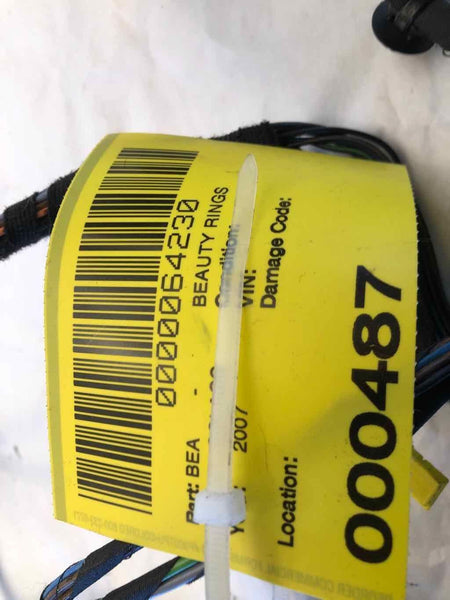 0000064230
Part: BEA - BEAUTY RINGS
Condition:
2007 VIN:
Damage Code:
Location:
000487